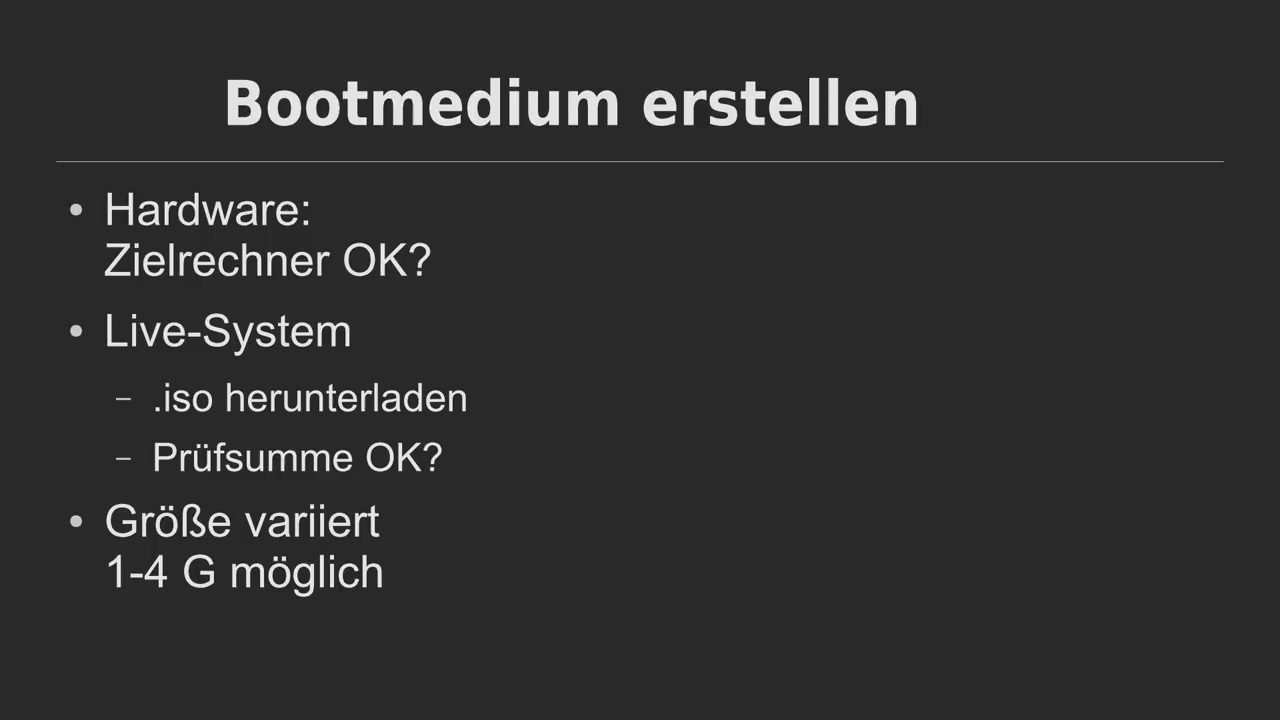 Bootmedium erstellen
• Hardware:
Zielrechner OK?
• Live-System
– .iso herunterladen
– Prüfsumme OK?
• Größe variiert
1-4 G möglich